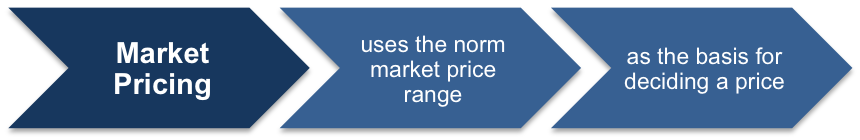 Market
Pricing
uses the norm
market price
range
as the basis for
deciding a price